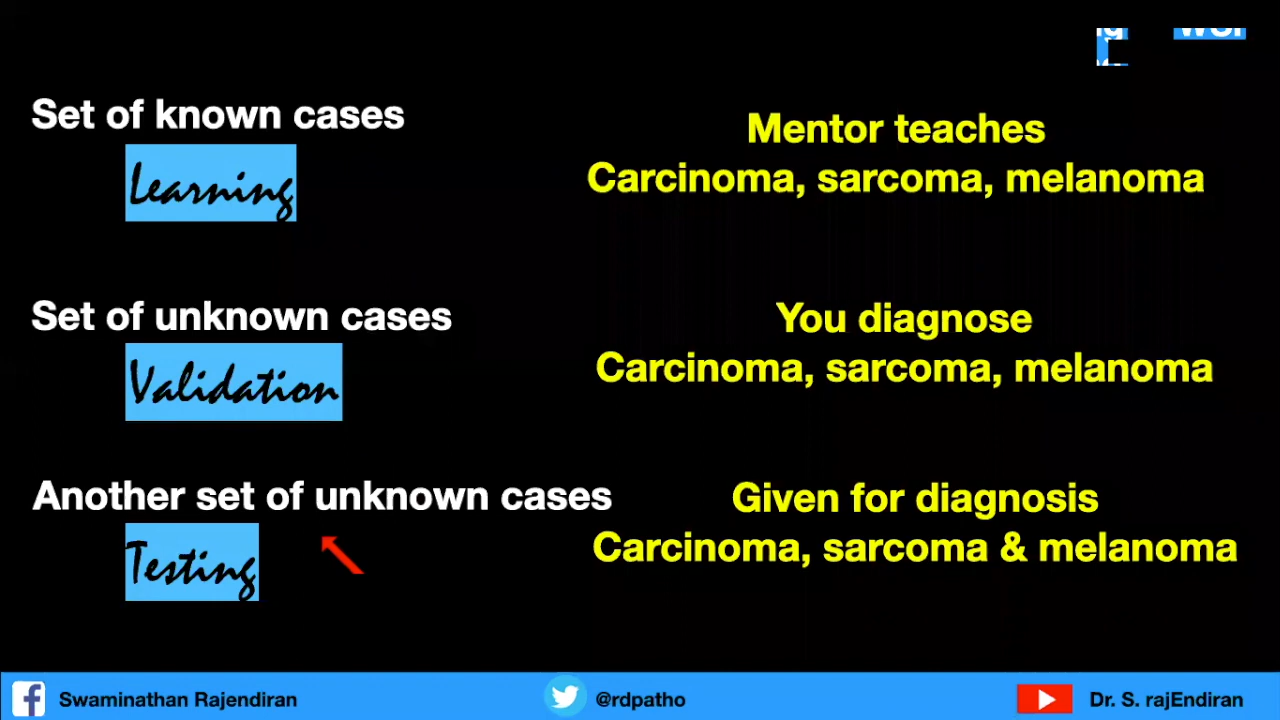 Set of known cases
Learning
Mentor teaches
Carcinoma, sarcoma, melanoma
Set of unknown cases
Validation
You diagnose
Carcinoma, sarcoma, melanoma
Another set of unknown cases
Testing
Given for diagnosis
Carcinoma, sarcoma & melanoma
Swaminathan Rajendiran
@rdpatho
Dr. S. rajEndiran